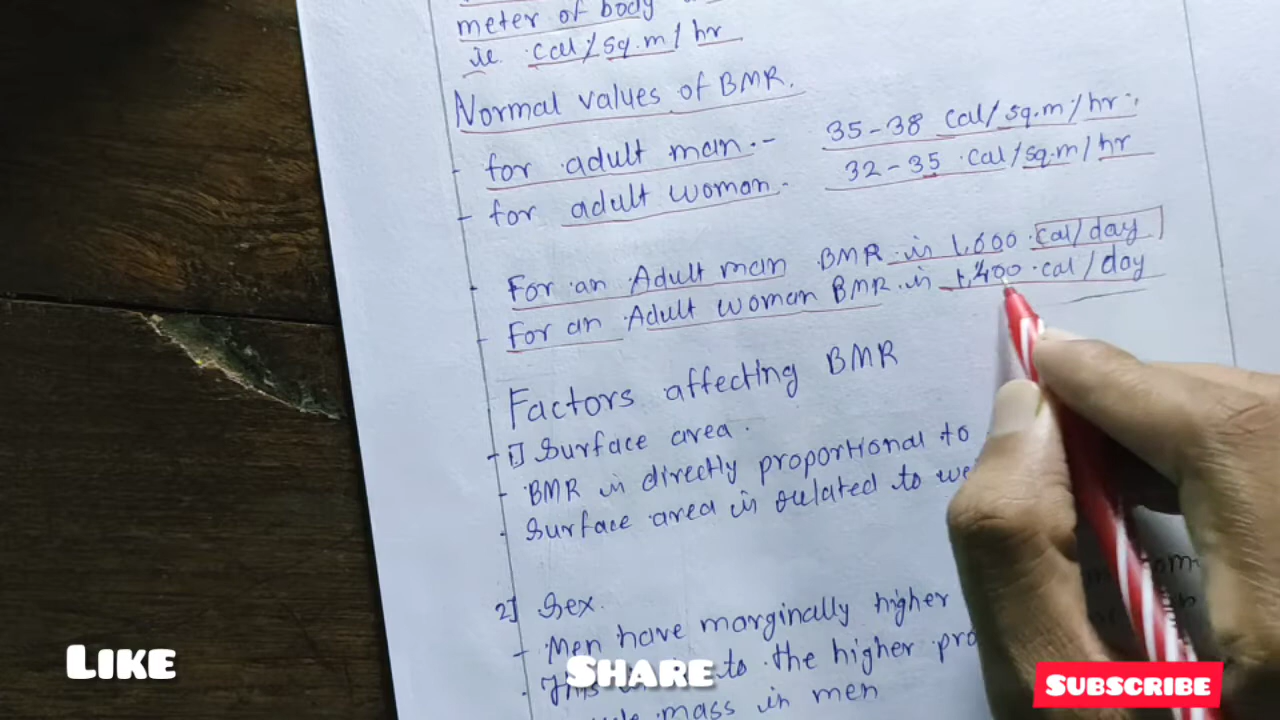 meter of body
ie. Cal/sq.m/hr
Normal values of BMR.
- for adult man.- 35-38 Cal/sq.m/hr.
- for adult woman- 32-35 Cal/sq.m/hr
For an Adult man BMR is 1,600 cal/day
- For an Adult woman BMR is 1,400 cal/day
Factors affecting BMR
- 1] Surface area.
- BMR is directly proportional to
- Surface area is related to
2] Sex.
- Men have marginally higher
- This to the higher
mass in men
LIKE
SHARE
SUBSCRIBE